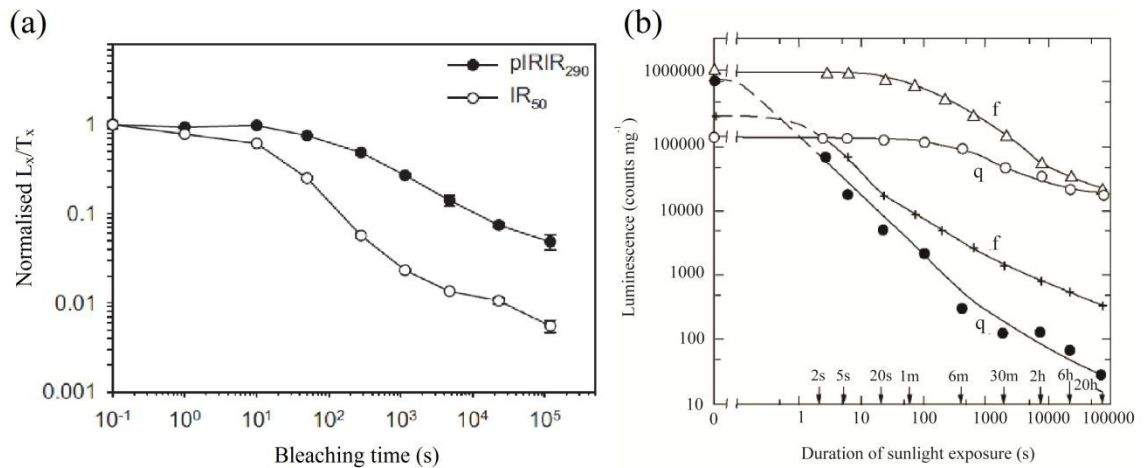 (a)
pIRIR₂₉₀
IR₅₀
Normalised Lₓ/Tₓ
1
0.1
0.01
0.001
10⁻¹ 10⁰ 10¹ 10² 10³ 10⁴ 10⁵
Bleaching time (s)
(b)
Luminescence (counts mg⁻¹)
1000000
100000
10000
1000
100
10
f
q
f
q
2s 5s 20s 1m 6m 30m 2h 6h 20h
0 1 10 100 1000 10000 100000
Duration of sunlight exposure (s)